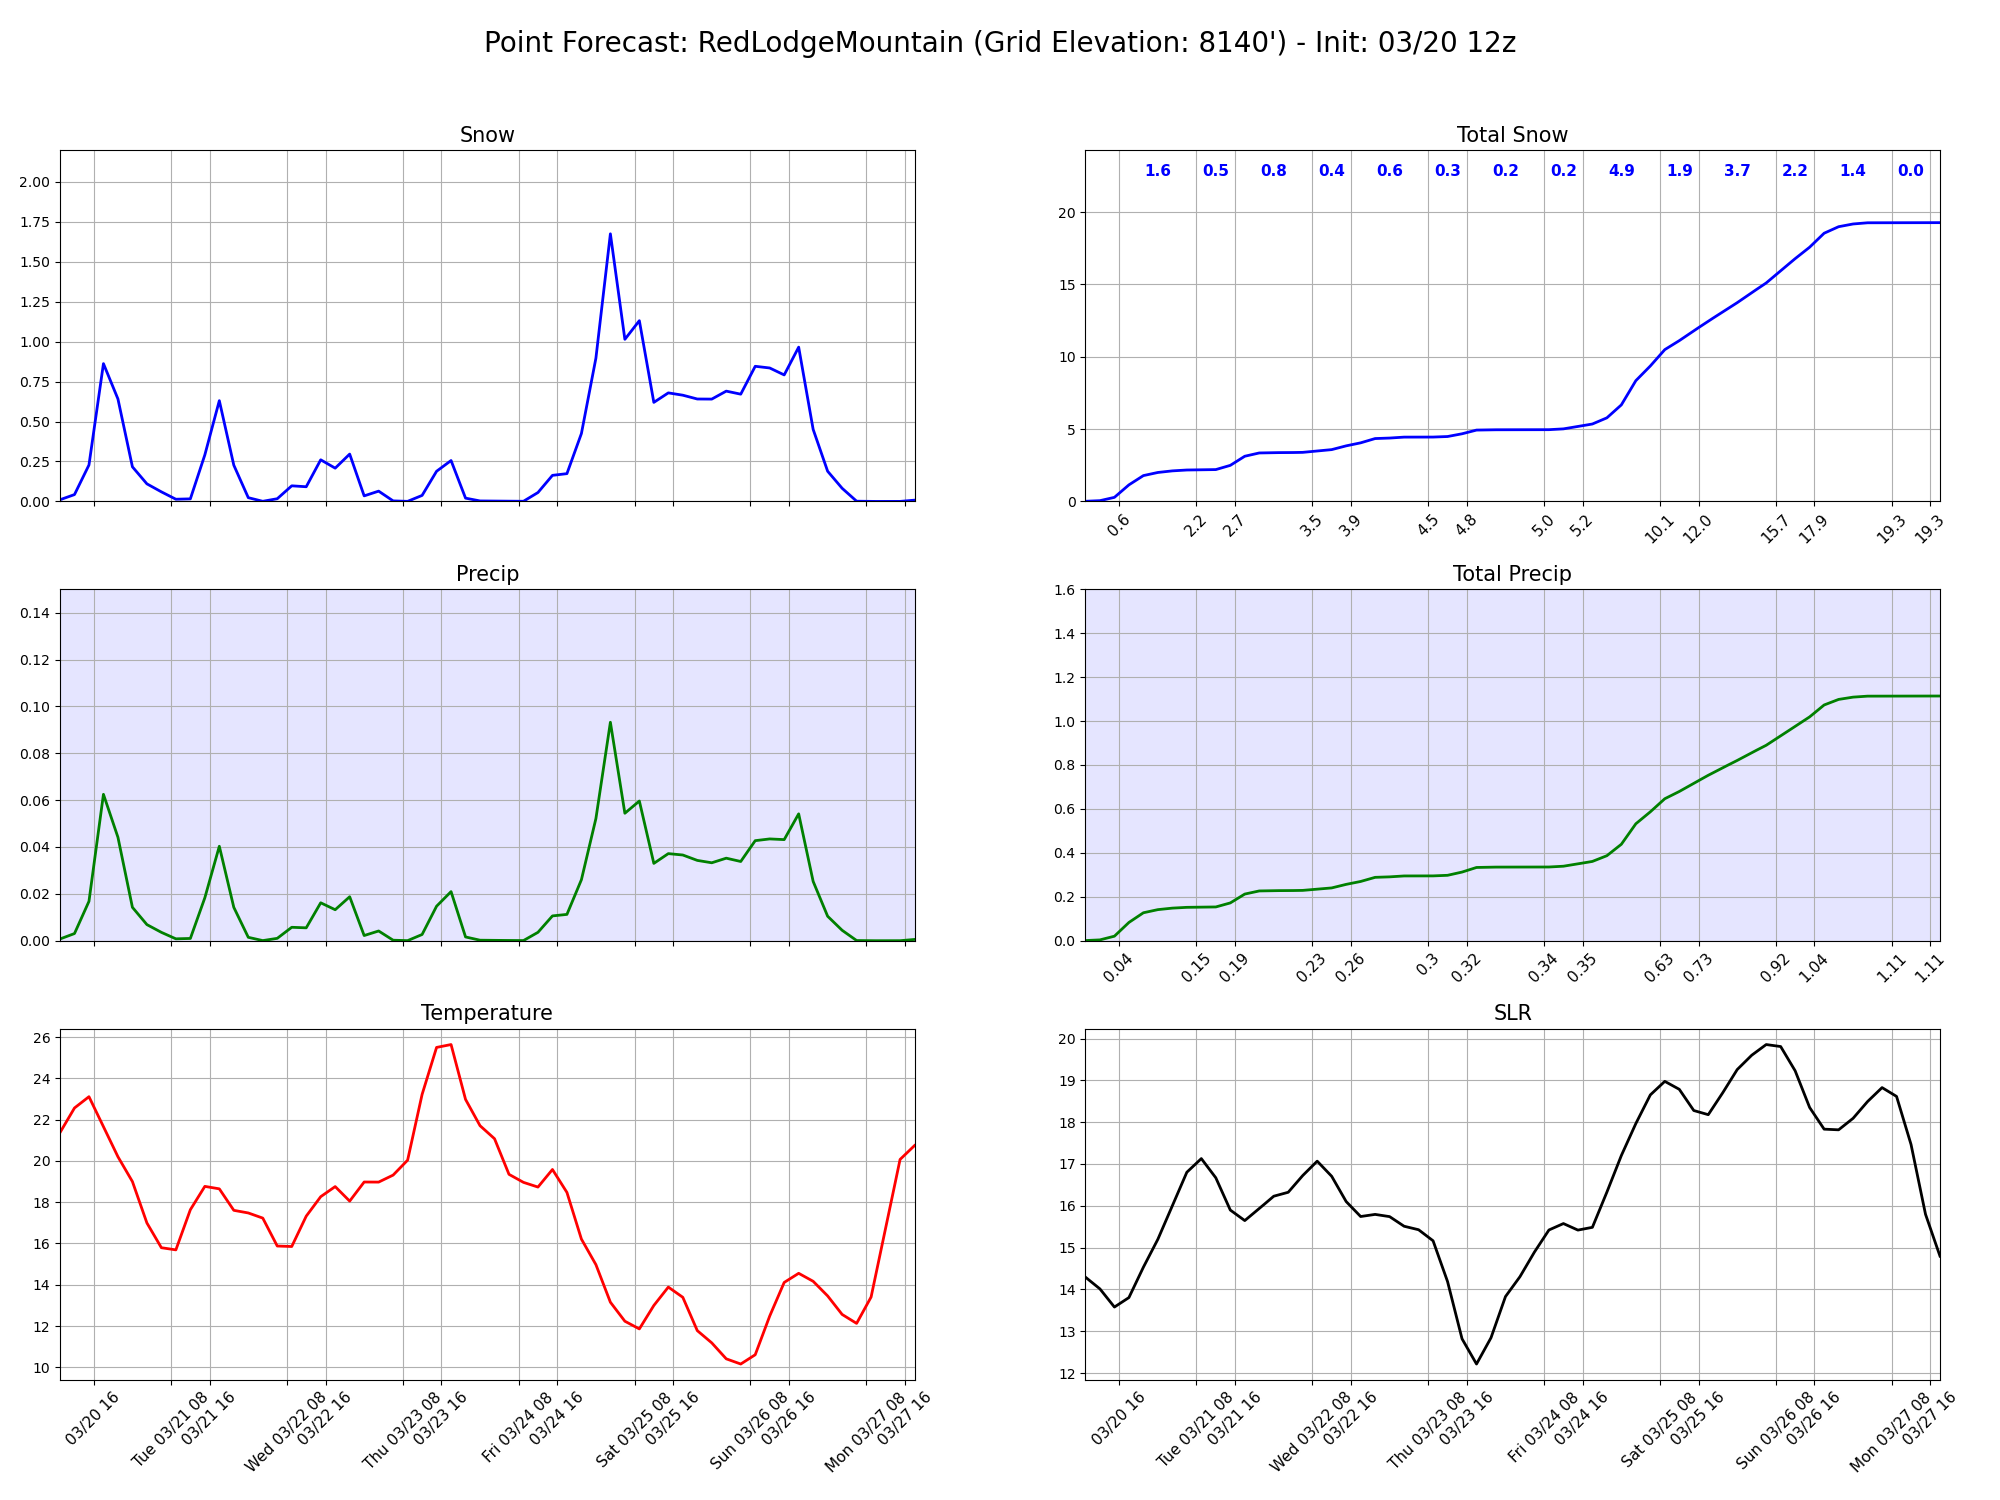 Point Forecast: RedLodgeMountain (Grid Elevation: 8140') - Init: 03/20 12z
Snow
2.00
1.75
1.50
1.25
1.00
0.75
0.50
0.25
0.00
Total Snow
1.6 0.5 0.8 0.4 0.6 0.3 0.2 0.2 4.9 1.9 3.7 2.2 1.4 0.0
20
15
10
5
0
0.6 2.2 2.7 3.5 3.9 4.5 4.8 5.0 5.2 10.1 12.0 15.7 17.9 19.3 19.3
Precip
0.14
0.12
0.10
0.08
0.06
0.04
0.02
0.00
Total Precip
1.6
1.4
1.2
1.0
0.8
0.6
0.4
0.2
0.0
0.04 0.15 0.19 0.23 0.26 0.3 0.32 0.34 0.35 0.63 0.73 0.92 1.04 1.11 1.11
Temperature
26
24
22
20
18
16
14
12
10
03/20 16
Tue 03/21 08
03/21 16
Wed 03/22 08
03/22 16
Thu 03/23 08
03/23 16
Fri 03/24 08
03/24 16
Sat 03/25 08
03/25 16
Sun 03/26 08
03/26 16
Mon 03/27 08
03/27 16
SLR
20
19
18
17
16
15
14
13
12
03/20 16
Tue 03/21 08
03/21 16
Wed 03/22 08
03/22 16
Thu 03/23 08
03/23 16
Fri 03/24 08
03/24 16
Sat 03/25 08
03/25 16
Sun 03/26 08
03/26 16
Mon 03/27 08
03/27 16